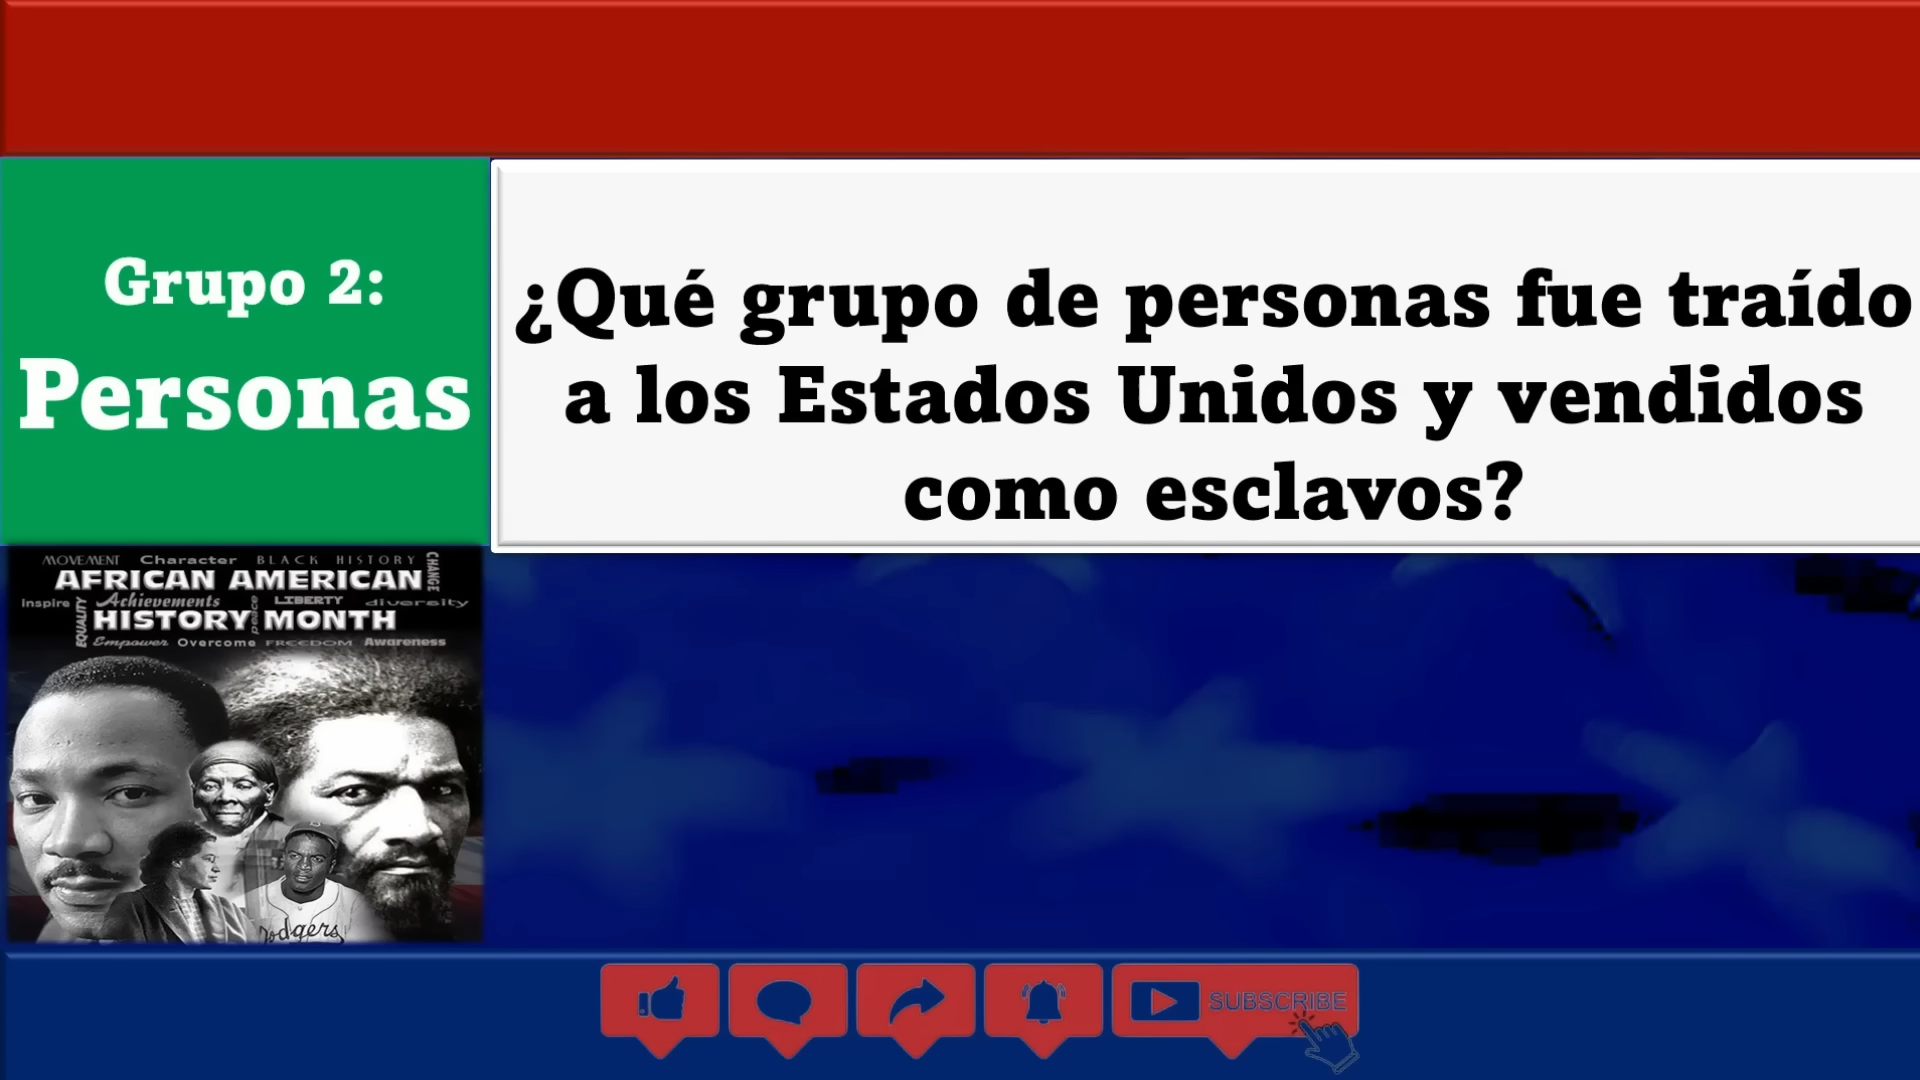 Grupo 2:
Personas
¿Qué grupo de personas fue traído
a los Estados Unidos y vendidos
como esclavos?
MOVEMENT Character BLACK HISTORY
CHANGE
AFRICAN AMERICAN
inspire Achievements LIBERTY diversity
EQUALITY
HISTORY MONTH
peace
Empower Overcome FREEDOM Awareness
Dodgers
SUBSCRIBE